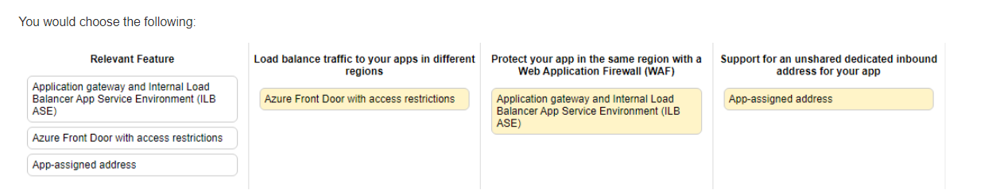 You would choose the following:
Relevant Feature
Application gateway and Internal Load
Balancer App Service Environment (ILB
ASE)
Azure Front Door with access restrictions
App-assigned address
Load balance traffic to your apps in different
regions
Azure Front Door with access restrictions
Protect your app in the same region with a
Web Application Firewall (WAF)
Application gateway and Internal Load
Balancer App Service Environment (ILB
ASE)
Support for an unshared dedicated inbound
address for your app
App-assigned address